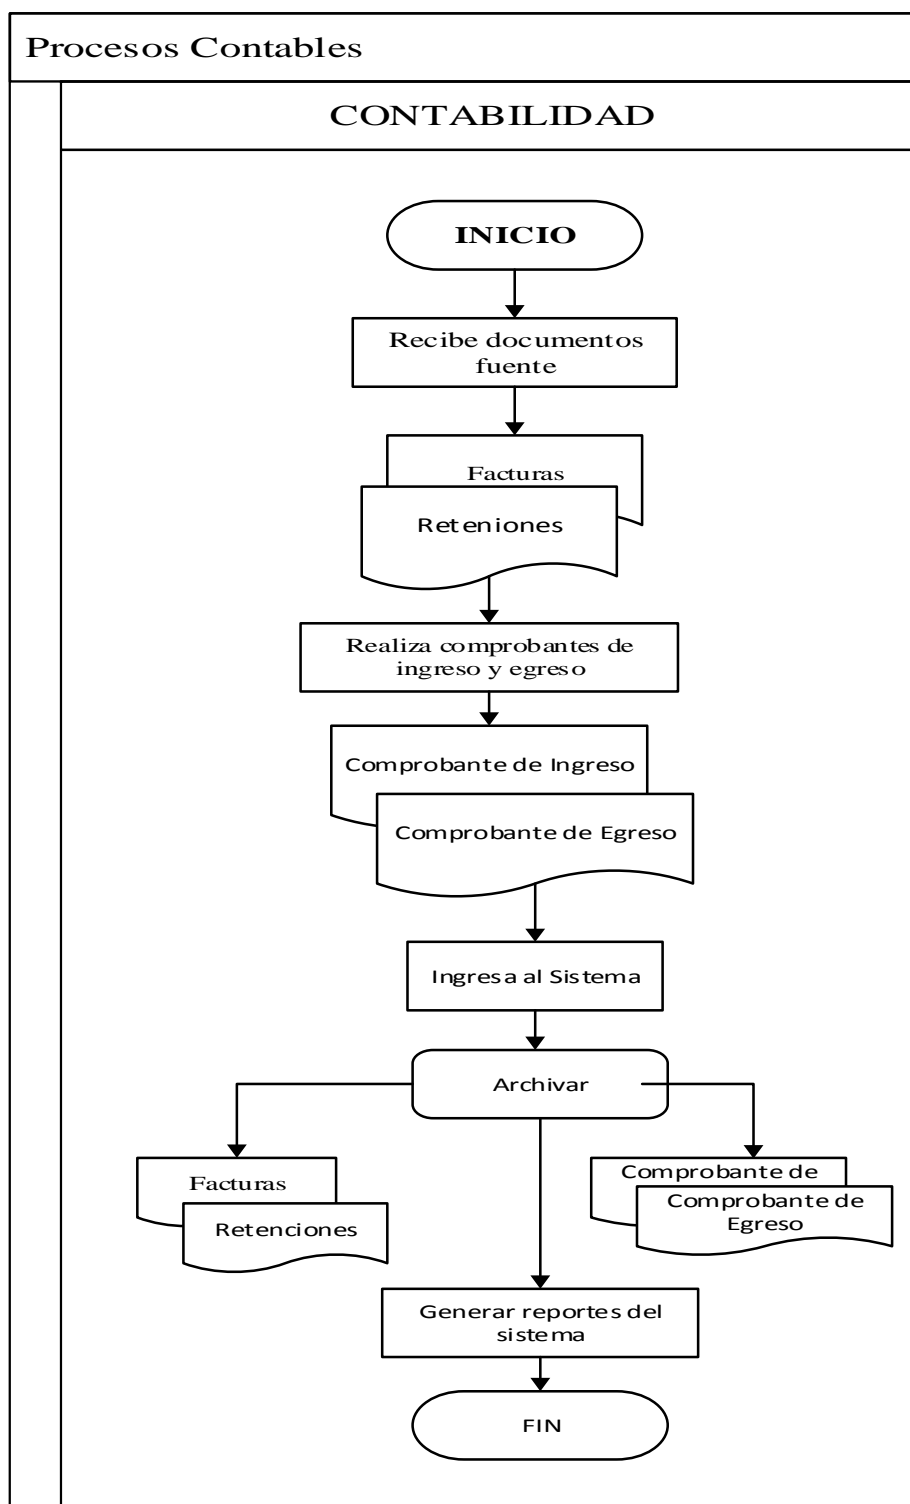 Procesos Contables
CONTABILIDAD
INICIO
Recibe documentos
fuente
Facturas
Reteniones
Realiza comprobantes de
ingreso y egreso
Comprobante de Ingreso
Comprobante de Egreso
Ingresa al Sistema
Archivar
Facturas
Retenciones
Comprobante de
Comprobante de
Egreso
Generar reportes del
sistema
FIN